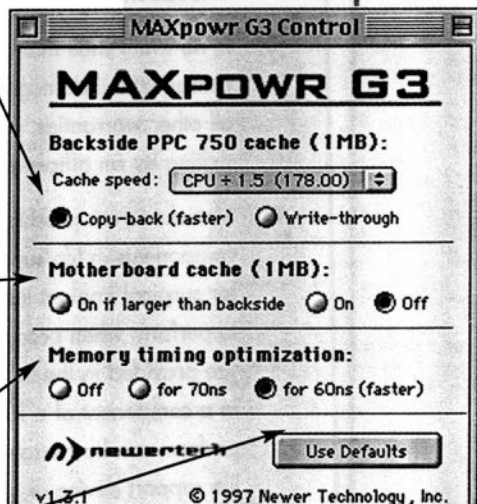 MAXpowr G3 Control
MAXPOWR G3
Backside PPC 750 cache (1MB):
Cache speed: CPU ÷ 1.5 (178.00)
Copy-back (faster) Write-through
Motherboard cache (1MB):
On if larger than backside On Off
Memory timing optimization:
Off for 70ns for 60ns (faster)
newertech Use Defaults
v1.3.1 © 1997 Newer Technology, Inc.